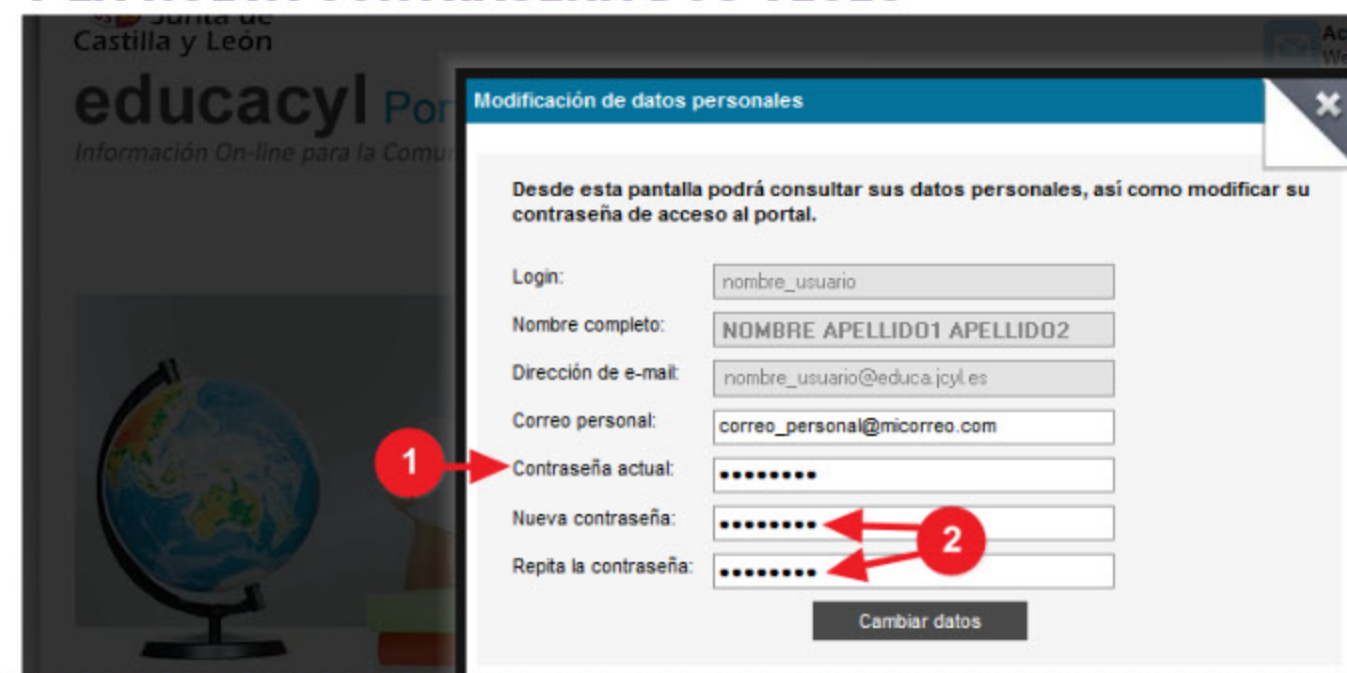 Junta de
Castilla y León
educacyl Por
Información On-line para la Comu
Modificación de datos personales
Desde esta pantalla podrá consultar sus datos personales, así como modificar su
contraseña de acceso al portal.
Login: nombre_usuario
Nombre completo: NOMBRE APELLIDO1 APELLIDO2
Dirección de e-mail: nombre_usuario@educa.jcyl.es
Correo personal: correo_personal@micorreo.com
1
Contraseña actual: ••••••••
Nueva contraseña: ••••••••
2
Repita la contraseña: ••••••••
Cambiar datos